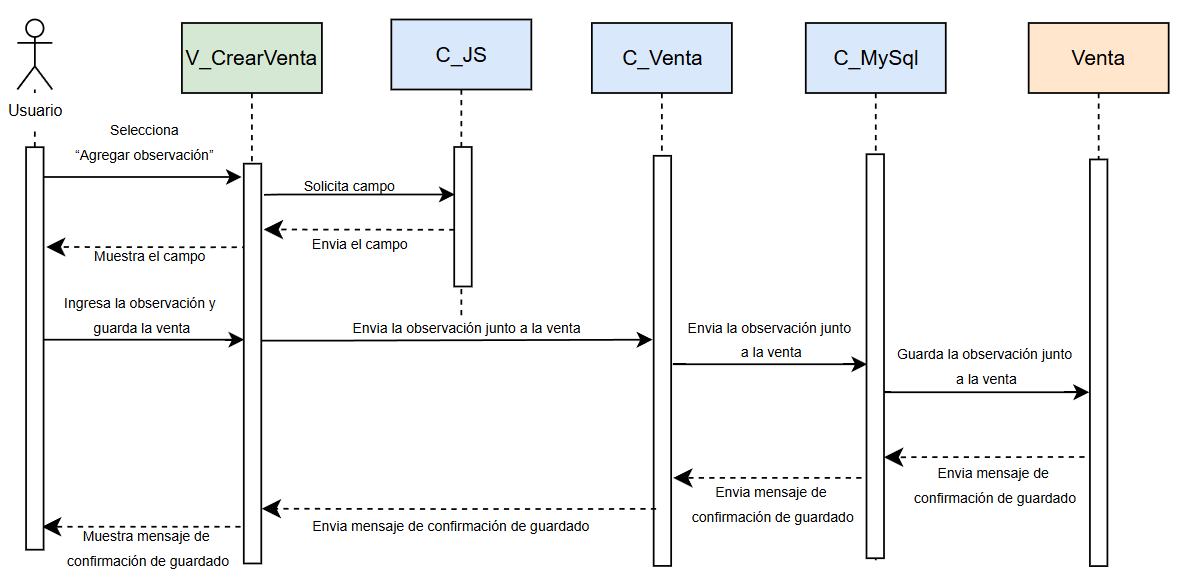 V_CrearVenta
C_JS
C_Venta
C_MySql
Venta
Usuario
Selecciona
“Agregar observación”
Solicita campo
Envia el campo
Muestra el campo
Ingresa la observación y
guarda la venta
Envia la observación junto a la venta
Envia la observación junto
a la venta
Guarda la observación junto
a la venta
Envia mensaje de
confirmación de guardado
Envia mensaje de
confirmación de guardado
Envia mensaje de confirmación de guardado
Muestra mensaje de
confirmación de guardado